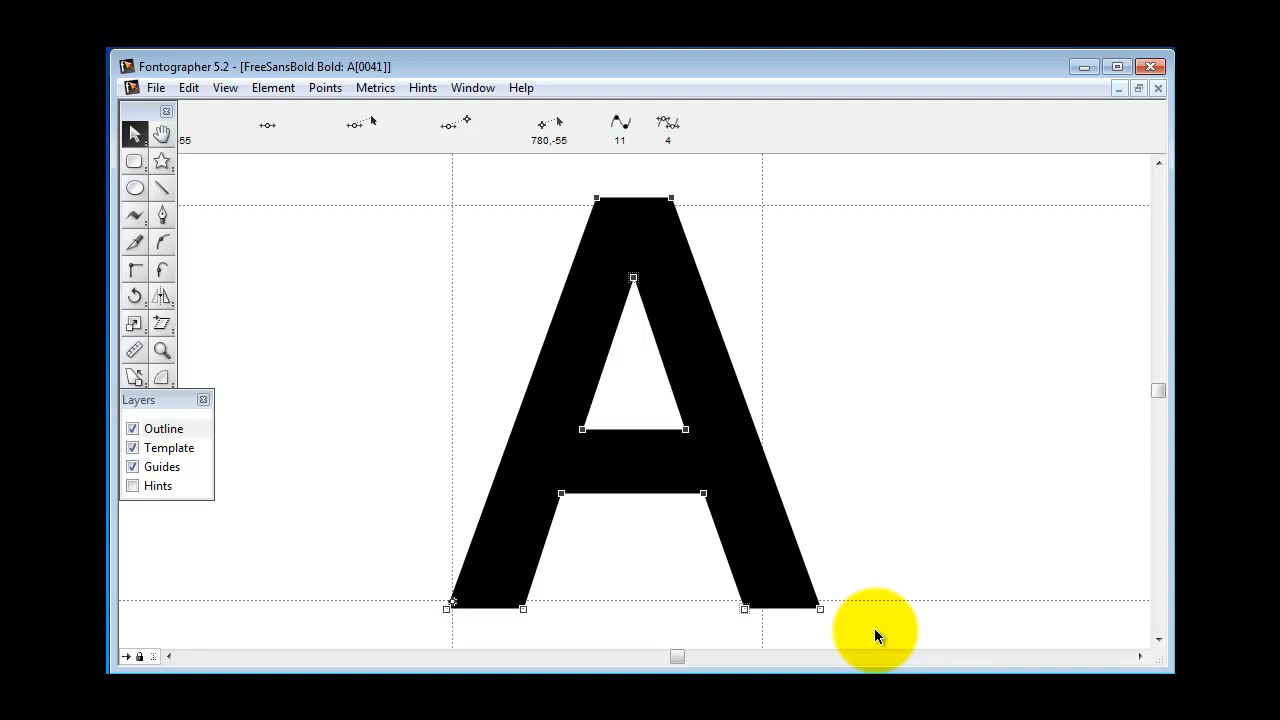 Fontographer 5.2 - [FreeSansBold Bold: A[0041]]
File Edit View Element Points Metrics Hints Window Help
55 780,-55 11 4
A
Layers
Outline
Template
Guides
Hints